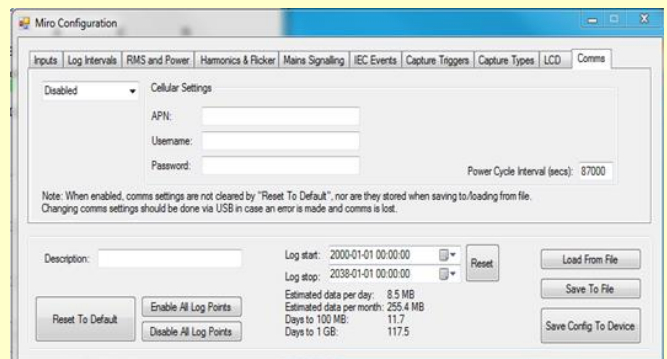 Miro Configuration
Inputs Log Intervals RMS and Power Harmonics & Flicker Mains Signalling IEC Events Capture Triggers Capture Types LCD Comms
Disabled
Cellular Settings
APN:
Username:
Password:
Power Cycle Interval (secs): 87000
Note: When enabled, comms settings are not cleared by "Reset To Default", nor are they stored when saving to/loading from file.
Changing comms settings should be done via USB in case an error is made and comms is lost.
Description:
Log start: 2000-01-01 00:00:00
Log stop: 2038-01-01 00:00:00
Reset
Estimated data per day: 8.5 MB
Estimated data per month: 255.4 MB
Days to 100 MB: 11.7
Days to 1 GB: 117.5
Reset To Default
Enable All Log Points
Disable All Log Points
Load From File
Save To File
Save Config To Device